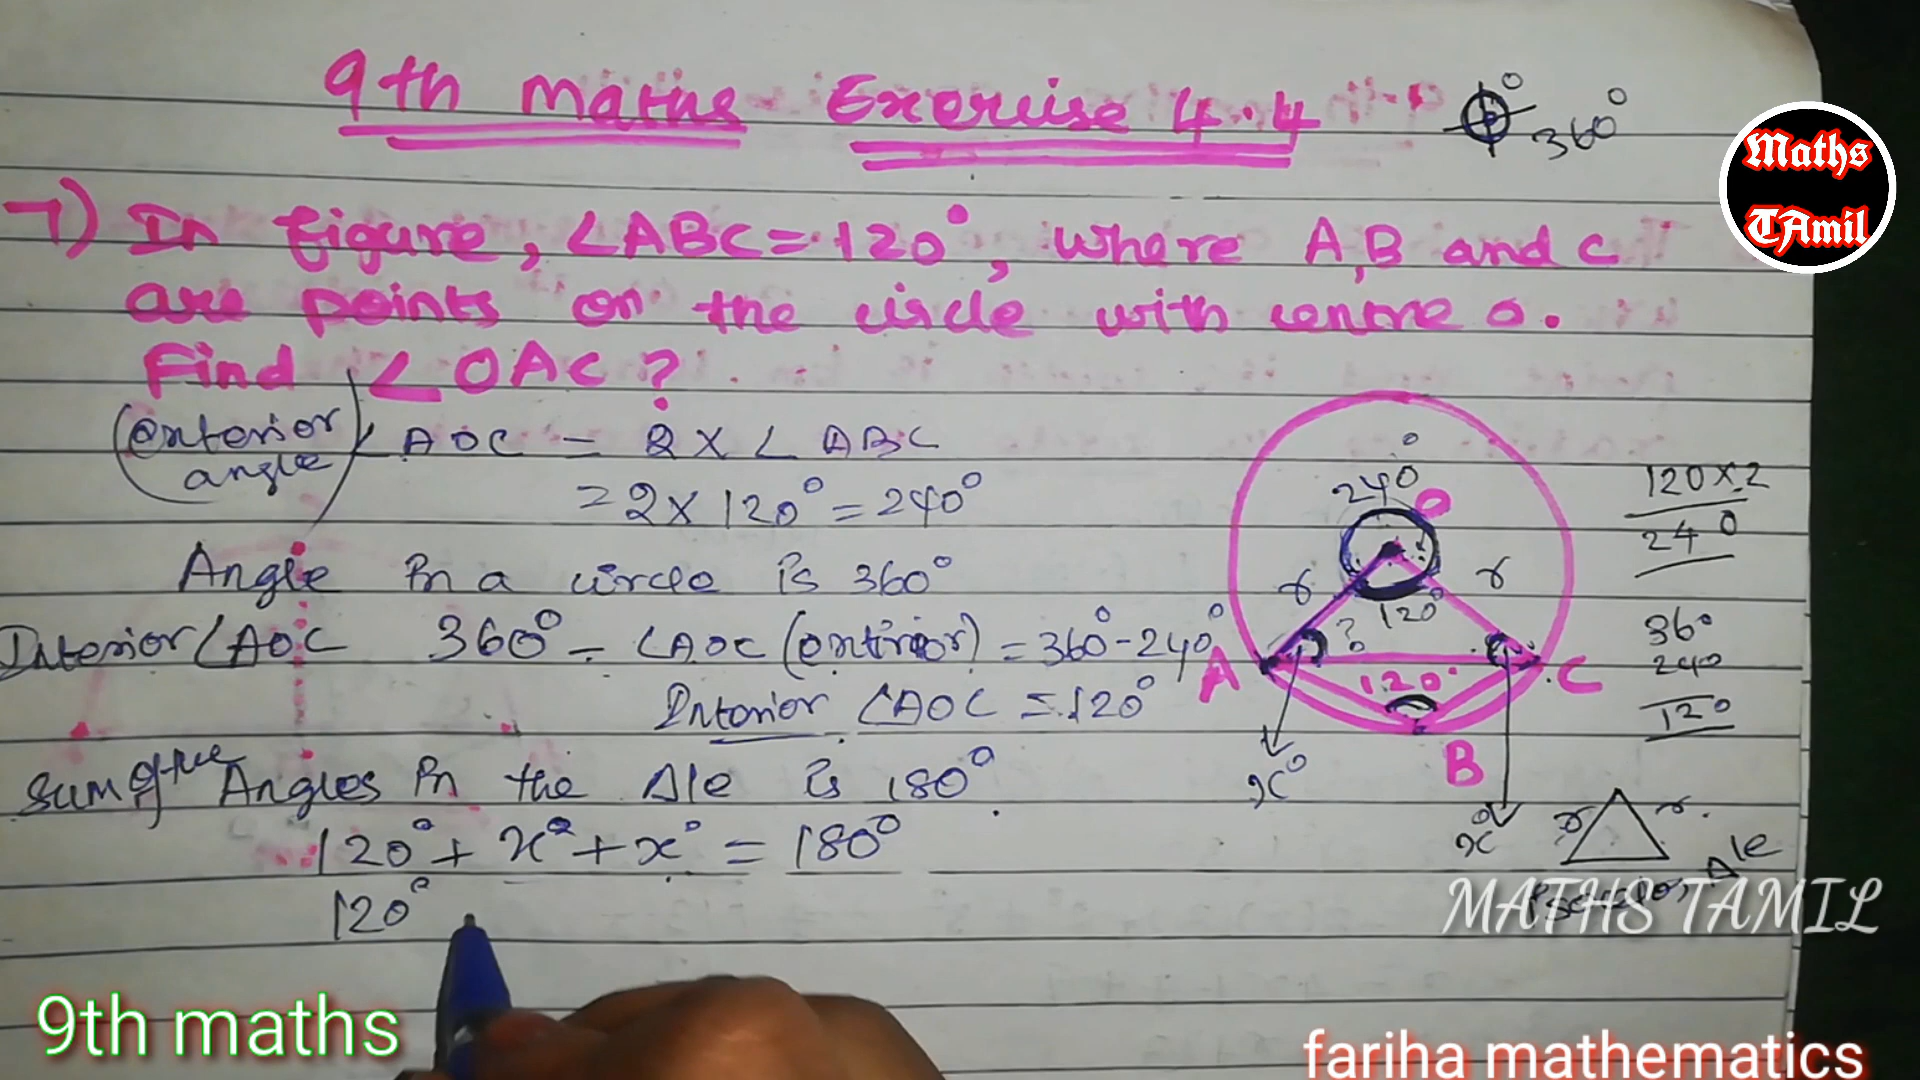 9th maths Exercise 4.4
360°
Maths
TAmil
7) In figure, ∠ABC = 120°, where A,B and C
are points on the circle with centre O.
Find ∠OAC?
(exterior angle) ∠AOC = 2 × ∠ABC
= 2 × 120° = 240°
Angle in a circle is 360°
Interior ∠AOC 360° - ∠AOC (exterior) = 360° - 240°
Interior ∠AOC = 120°
Sum of the Angles in the Δle is 180°.
120° + x° + x° = 180°
120°
240°
O
r r
120°
?
A 120° C
B
x°
x°
120×2
240
360
240
120
r r
Δle
MATHS TAMIL
9th maths
fariha mathematics